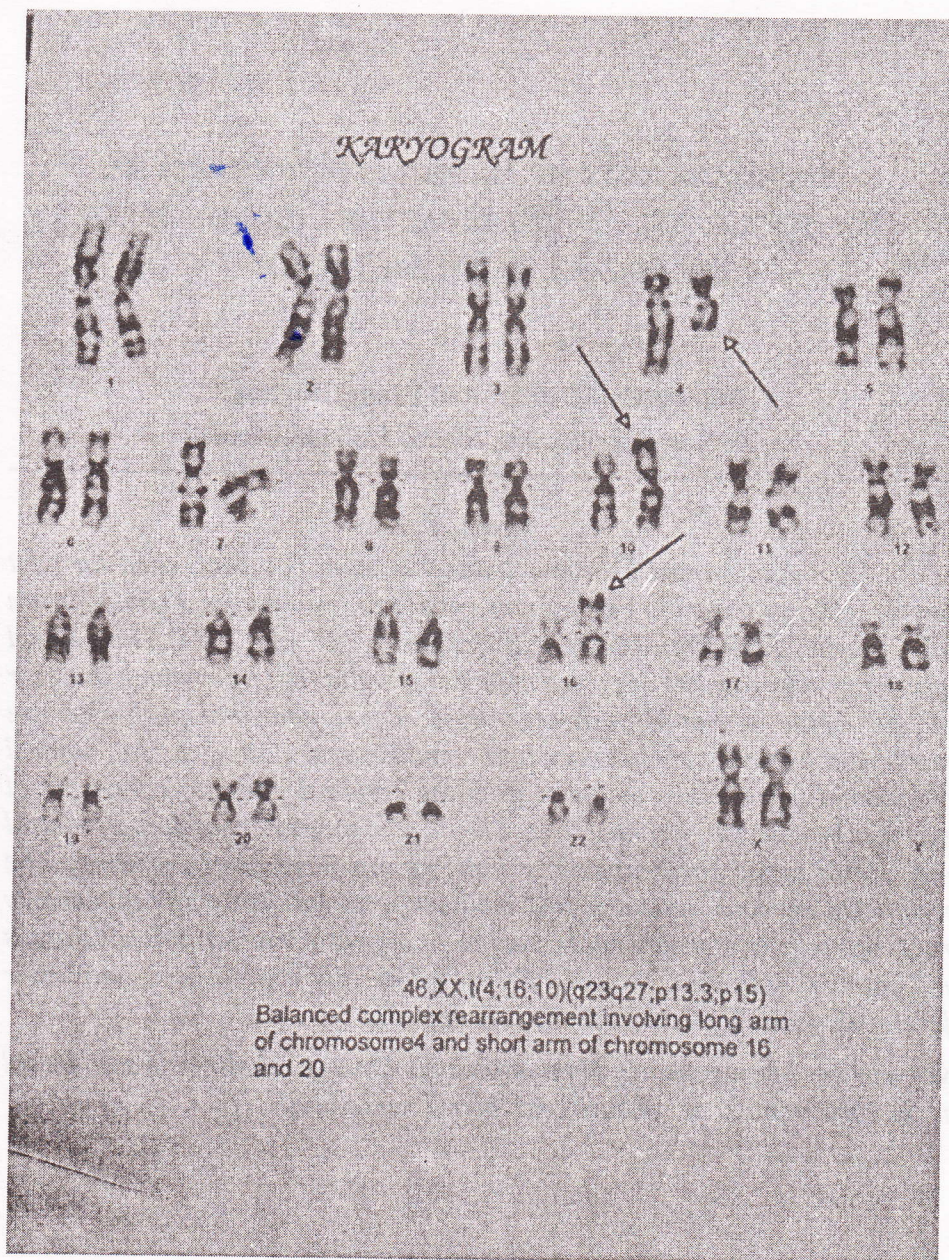 KARYOGRAM
1 2 3 4 5
6 7 8 9 10 11 12
13 14 15 16 17 18
19 20 21 22 X Y
46,XX,t(4;16;10)(q23q27;p13.3;p15)
Balanced complex rearrangement involving long arm
of chromosome4 and short arm of chromosome 16
and 20